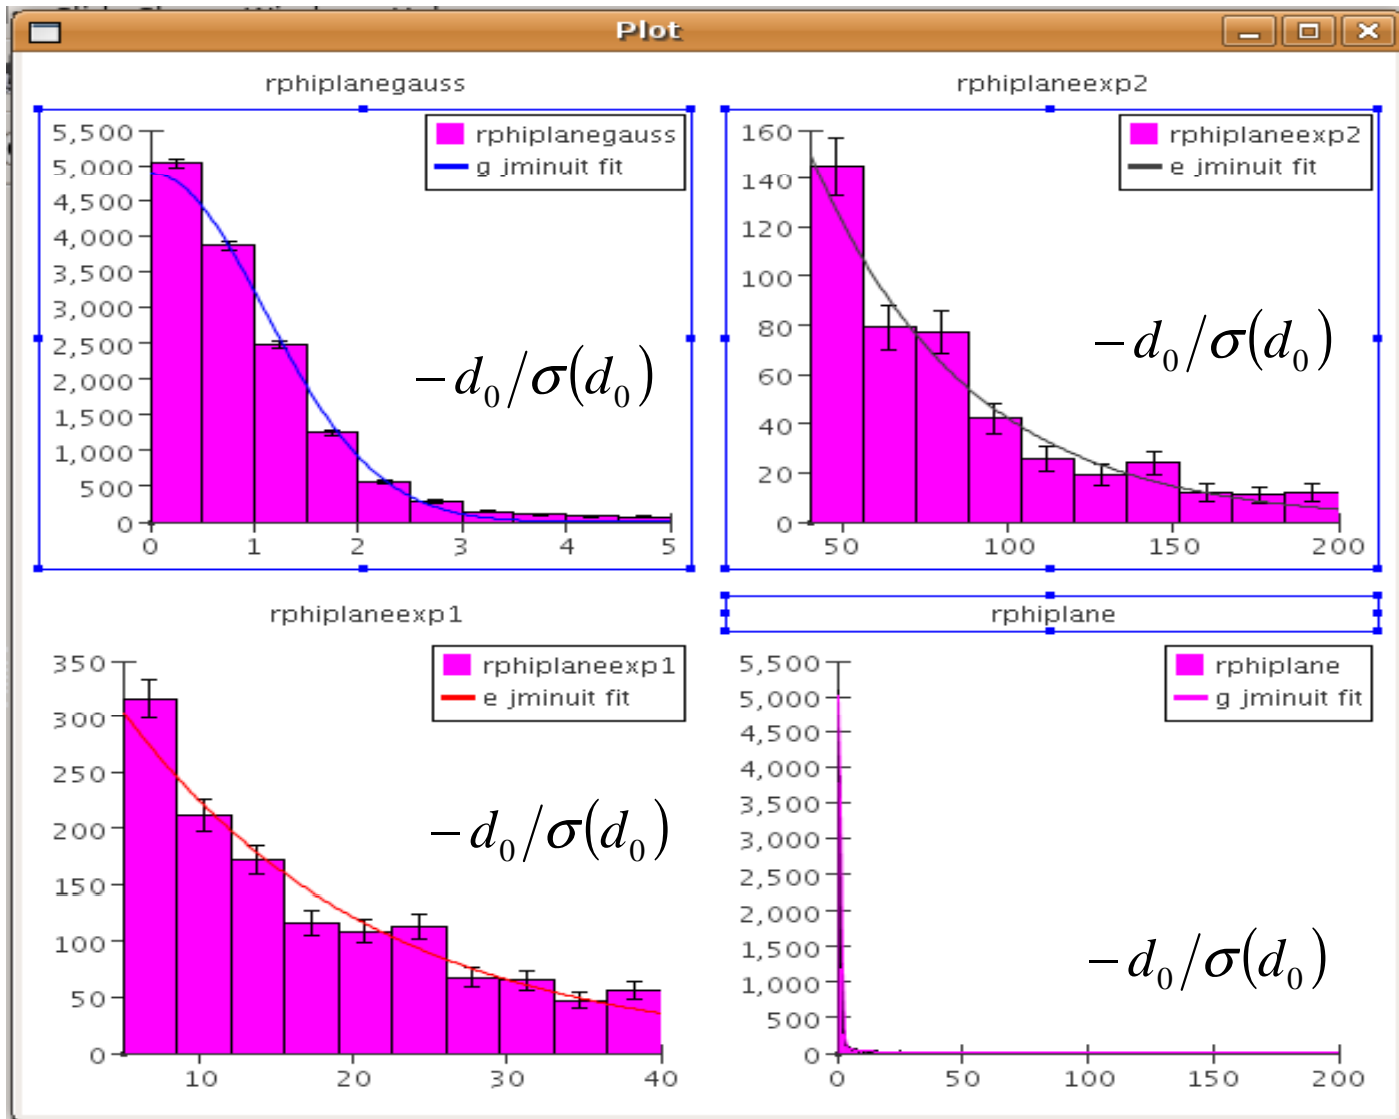 Plot
rphiplanegauss
5,500
5,000
4,500
4,000
3,500
3,000
2,500
2,000
1,500
1,000
500
0
0 1 2 3 4 5
rphiplanegauss
g jminuit fit
−d₀/σ(d₀)
rphiplaneexp2
160
140
120
100
80
60
40
20
0
50 100 150 200
rphiplaneexp2
e jminuit fit
−d₀/σ(d₀)
rphiplaneexp1
350
300
250
200
150
100
50
0
10 20 30 40
rphiplaneexp1
e jminuit fit
−d₀/σ(d₀)
rphiplane
5,500
5,000
4,500
4,000
3,500
3,000
2,500
2,000
1,500
1,000
500
0
0 50 100 150 200
rphiplane
g jminuit fit
−d₀/σ(d₀)